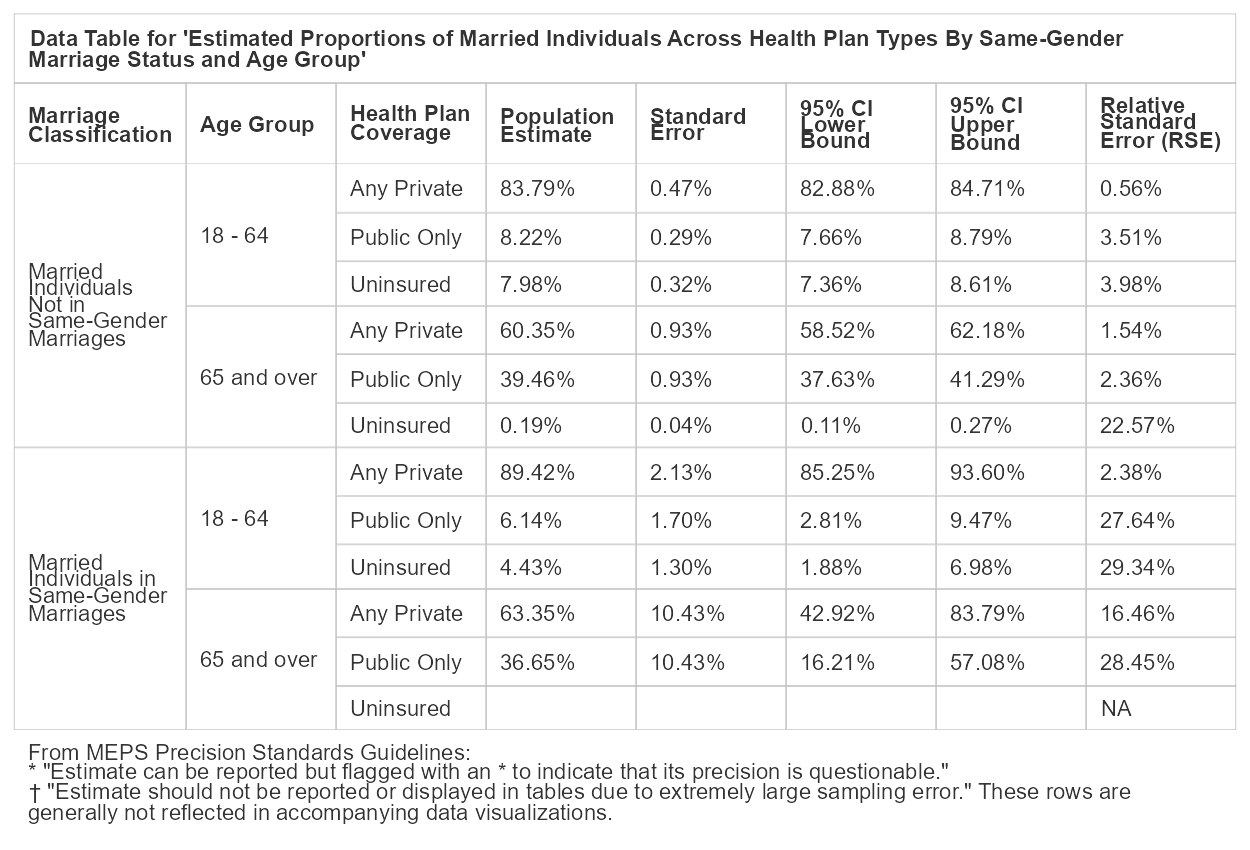 Data Table for 'Estimated Proportions of Married Individuals Across Health Plan Types By Same-Gender
Marriage Status and Age Group'
Marriage Classification Age Group Health Plan Coverage Population Estimate Standard Error 95% CI Lower Bound 95% CI Upper Bound Relative Standard Error (RSE)
Married Individuals Not in Same-Gender Marriages
18 - 64
Any Private 83.79% 0.47% 82.88% 84.71% 0.56%
Public Only 8.22% 0.29% 7.66% 8.79% 3.51%
Uninsured 7.98% 0.32% 7.36% 8.61% 3.98%
65 and over
Any Private 60.35% 0.93% 58.52% 62.18% 1.54%
Public Only 39.46% 0.93% 37.63% 41.29% 2.36%
Uninsured 0.19% 0.04% 0.11% 0.27% 22.57%
Married Individuals in Same-Gender Marriages
18 - 64
Any Private 89.42% 2.13% 85.25% 93.60% 2.38%
Public Only 6.14% 1.70% 2.81% 9.47% 27.64%
Uninsured 4.43% 1.30% 1.88% 6.98% 29.34%
65 and over
Any Private 63.35% 10.43% 42.92% 83.79% 16.46%
Public Only 36.65% 10.43% 16.21% 57.08% 28.45%
Uninsured NA
From MEPS Precision Standards Guidelines:
* "Estimate can be reported but flagged with an * to indicate that its precision is questionable."
† "Estimate should not be reported or displayed in tables due to extremely large sampling error." These rows are
generally not reflected in accompanying data visualizations.